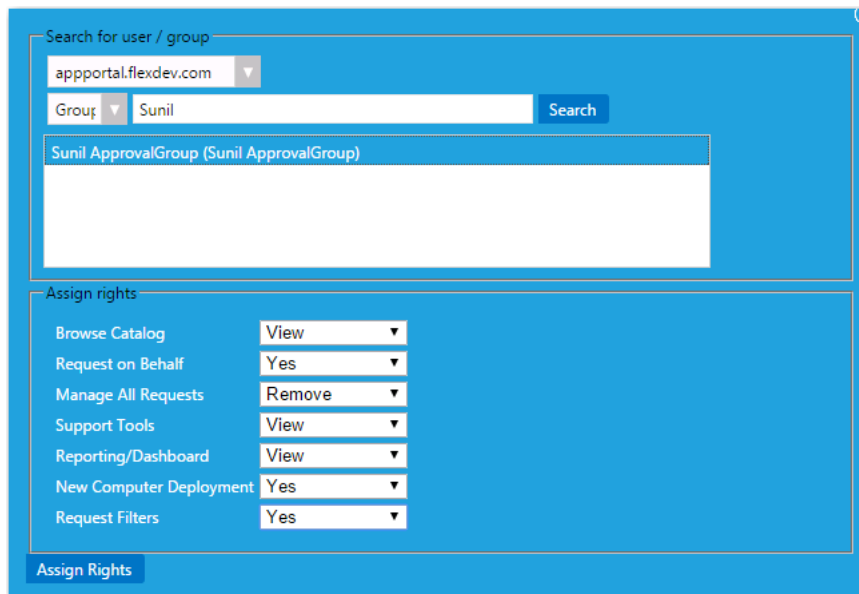 Search for user / group
appportal.flexdev.com
Group Sunil Search
Sunil ApprovalGroup (Sunil ApprovalGroup)
Assign rights
Browse Catalog View
Request on Behalf Yes
Manage All Requests Remove
Support Tools View
Reporting/Dashboard View
New Computer Deployment Yes
Request Filters Yes
Assign Rights